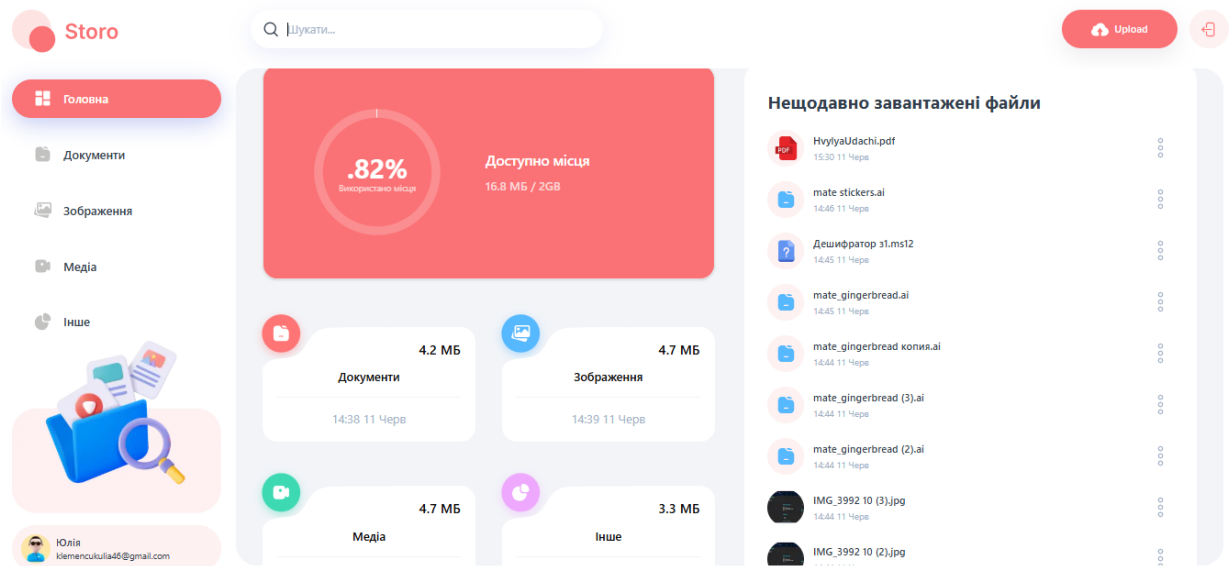 Storo
Шукати...
Upload
Головна
Документи
Зображення
Медіа
Інше
Юлія
klemencukulia46@gmail.com
.82%
Використано місця
Доступно місця
16.8 МБ / 2GB
4.2 МБ
Документи
14:38 11 Черв
4.7 МБ
Зображення
14:39 11 Черв
4.7 МБ
Медіа
3.3 МБ
Інше
Нещодавно завантажені файли
PDF
HvylyaUdachi.pdf
15:30 11 Черв
mate stickers.ai
14:46 11 Черв
Дешифратор з1.ms12
14:45 11 Черв
mate_gingerbread.ai
14:45 11 Черв
mate_gingerbread копия.ai
14:44 11 Черв
mate_gingerbread (3).ai
14:44 11 Черв
mate_gingerbread (2).ai
14:44 11 Черв
IMG_3992 10 (3).jpg
14:44 11 Черв
IMG_3992 10 (2).jpg